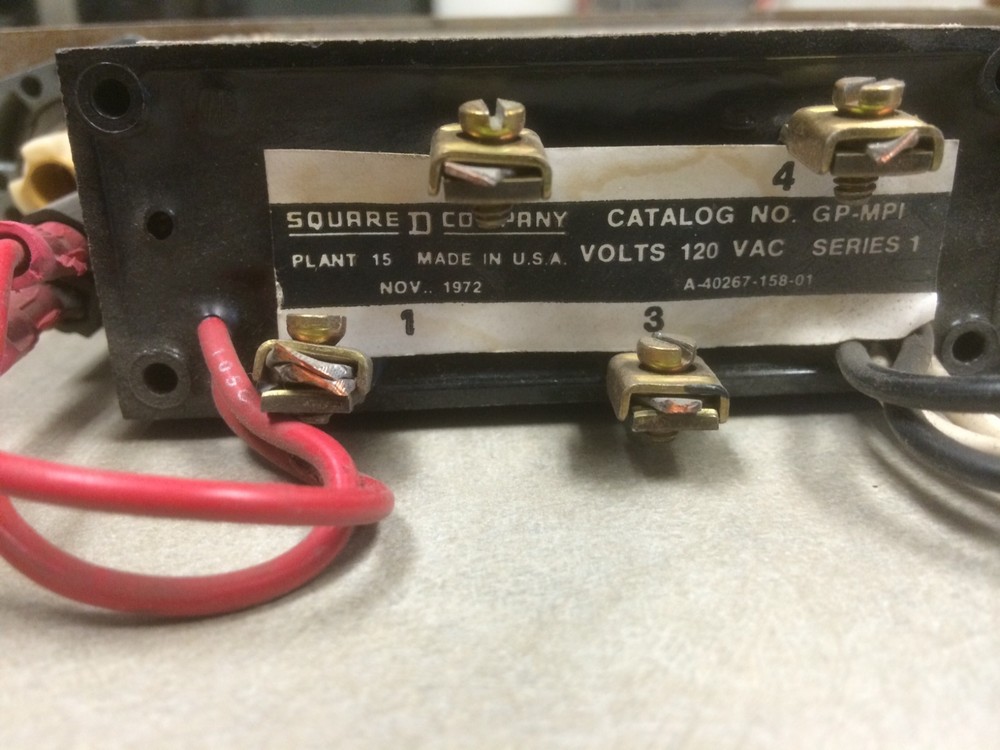 4
SQUARE D COMPANY CATALOG NO. GP-MPI
PLANT 15 MADE IN U.S.A. VOLTS 120 VAC SERIES 1
NOV.. 1972 A-40267-158-01
1 3
105C